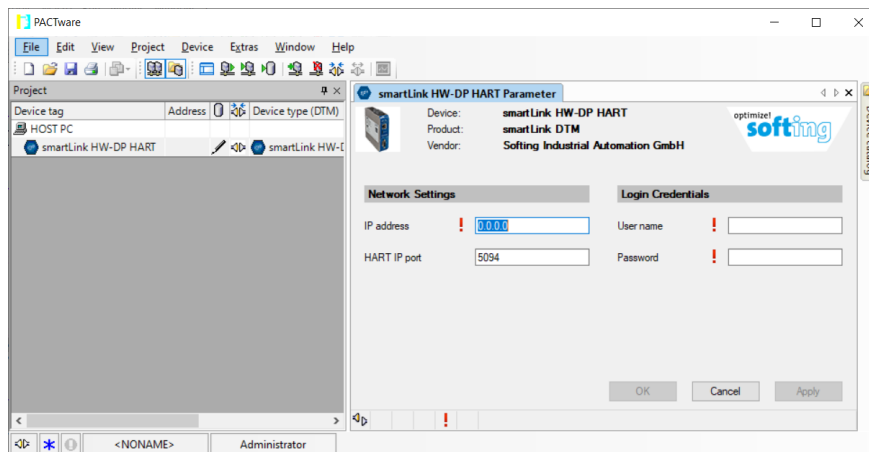 PACTware
File Edit View Project Device Extras Window Help
Project
Device tag Address Device type (DTM)
HOST PC
smartLink HW-DP HART smartLink HW-D
smartLink HW-DP HART Parameter
Device: smartLink HW-DP HART
Product: smartLink DTM
Vendor: Softing Industrial Automation GmbH
optimize!
softing
Network Settings
IP address 0.0.0.0
HART IP port 5094
Login Credentials
User name
Password
OK Cancel Apply
<NONAME> Administrator
Device catalog